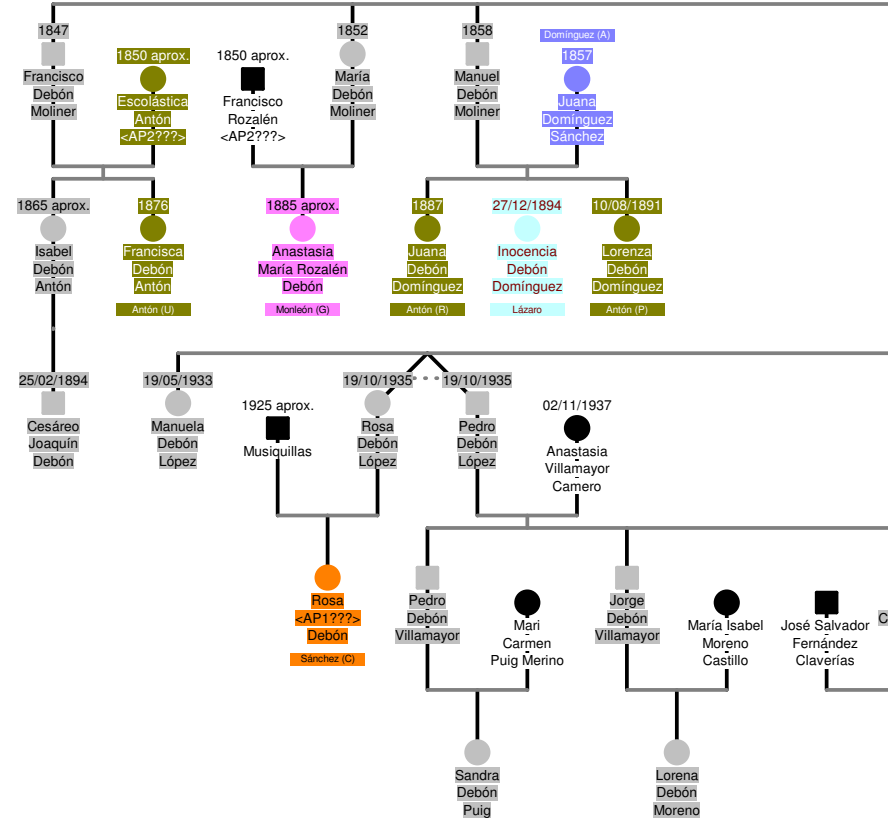 1847
Francisco
Debón
Moliner
1850 aprox.
Escolástica
Antón
<AP2???>
1850 aprox.
Francisco
Rozalén
<AP2???>
1852
María
Debón
Moliner
1858
Manuel
Debón
Moliner
Domínguez (A)
1857
Juana
Domínguez
Sánchez
1865 aprox.
Isabel
Debón
Antón
1876
Francisca
Debón
Antón
Antón (U)
1885 aprox.
Anastasia
María Rozalén
Debón
Monleón (G)
1887
Juana
Debón
Domínguez
Antón (R)
27/12/1894
Inocencia
Debón
Domínguez
Lázaro
10/08/1891
Lorenza
Debón
Domínguez
Antón (P)
25/02/1894
Cesáreo
Joaquín
Debón
19/05/1933
Manuela
Debón
López
1925 aprox.
Musiquillas
19/10/1935
Rosa
Debón
López
19/10/1935
Pedro
Debón
López
02/11/1937
Anastasia
Villamayor
Camero
Rosa
<AP1???>
Debón
Sánchez (C)
Pedro
Debón
Villamayor
Mari
Carmen
Puig Merino
Jorge
Debón
Villamayor
María Isabel
Moreno
Castillo
José Salvador
Fernández
Claverías
C
Sandra
Debón
Puig
Lorena
Debón
Moreno